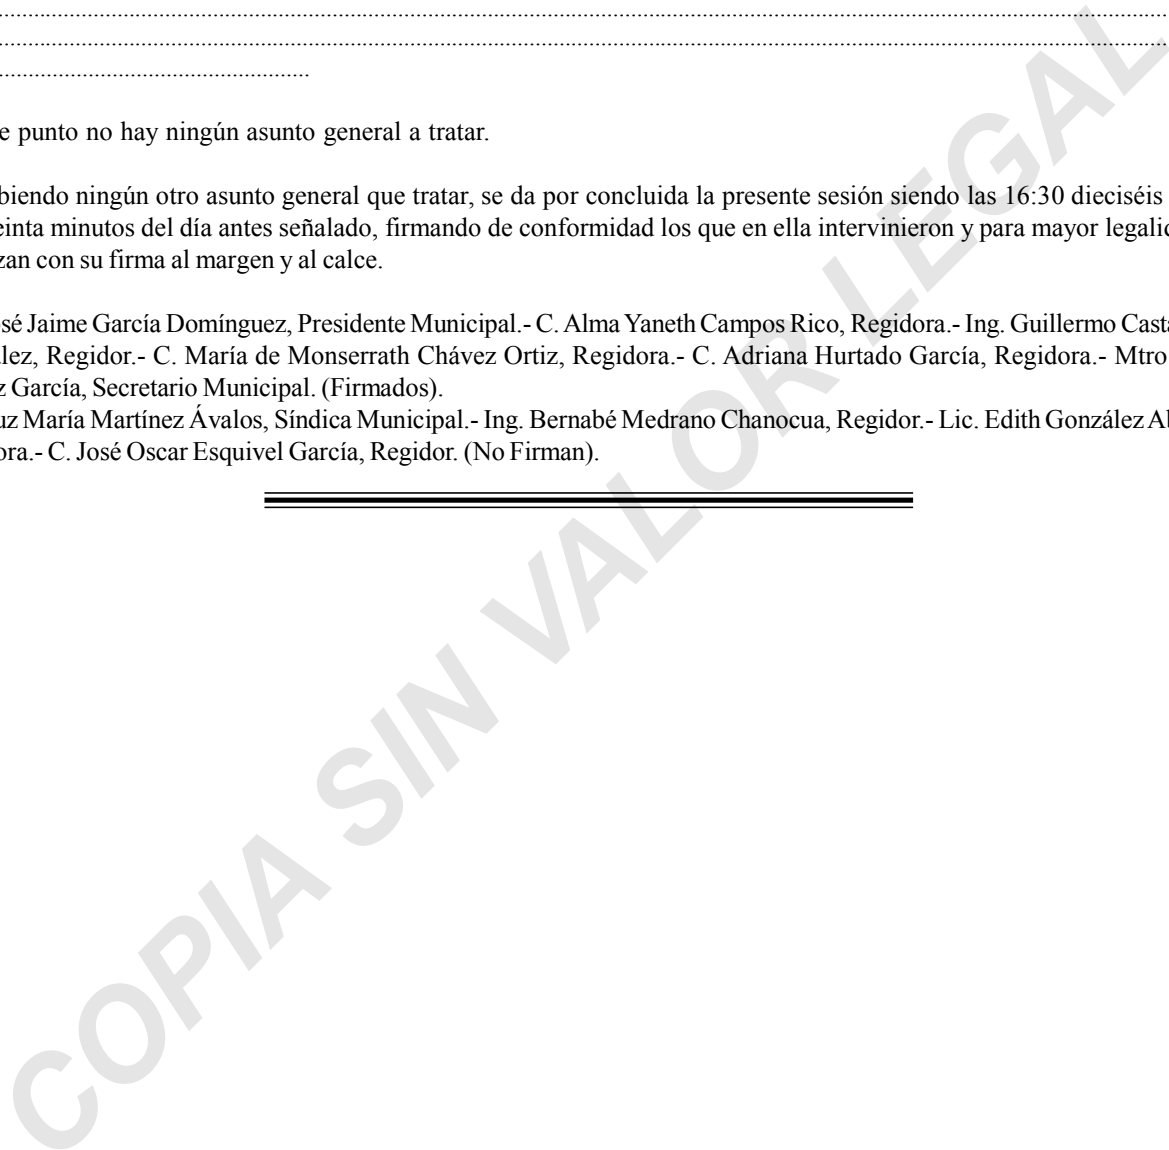 e punto no hay ningún asunto general a tratar.
biendo ningún otro asunto general que tratar, se da por concluida la presente sesión siendo las 16:30 dieciséis
einta minutos del día antes señalado, firmando de conformidad los que en ella intervinieron y para mayor legalid
zan con su firma al margen y al calce.
sé Jaime García Domínguez, Presidente Municipal.- C. Alma Yaneth Campos Rico, Regidora.- Ing. Guillermo Casta
lez, Regidor.- C. María de Monserrath Chávez Ortiz, Regidora.- C. Adriana Hurtado García, Regidora.- Mtro
z García, Secretario Municipal. (Firmados).
uz María Martínez Ávalos, Síndica Municipal.- Ing. Bernabé Medrano Chanocua, Regidor.- Lic. Edith González Al
ora.- C. José Oscar Esquivel García, Regidor. (No Firman).
COPIA SIN VALOR LEGAL